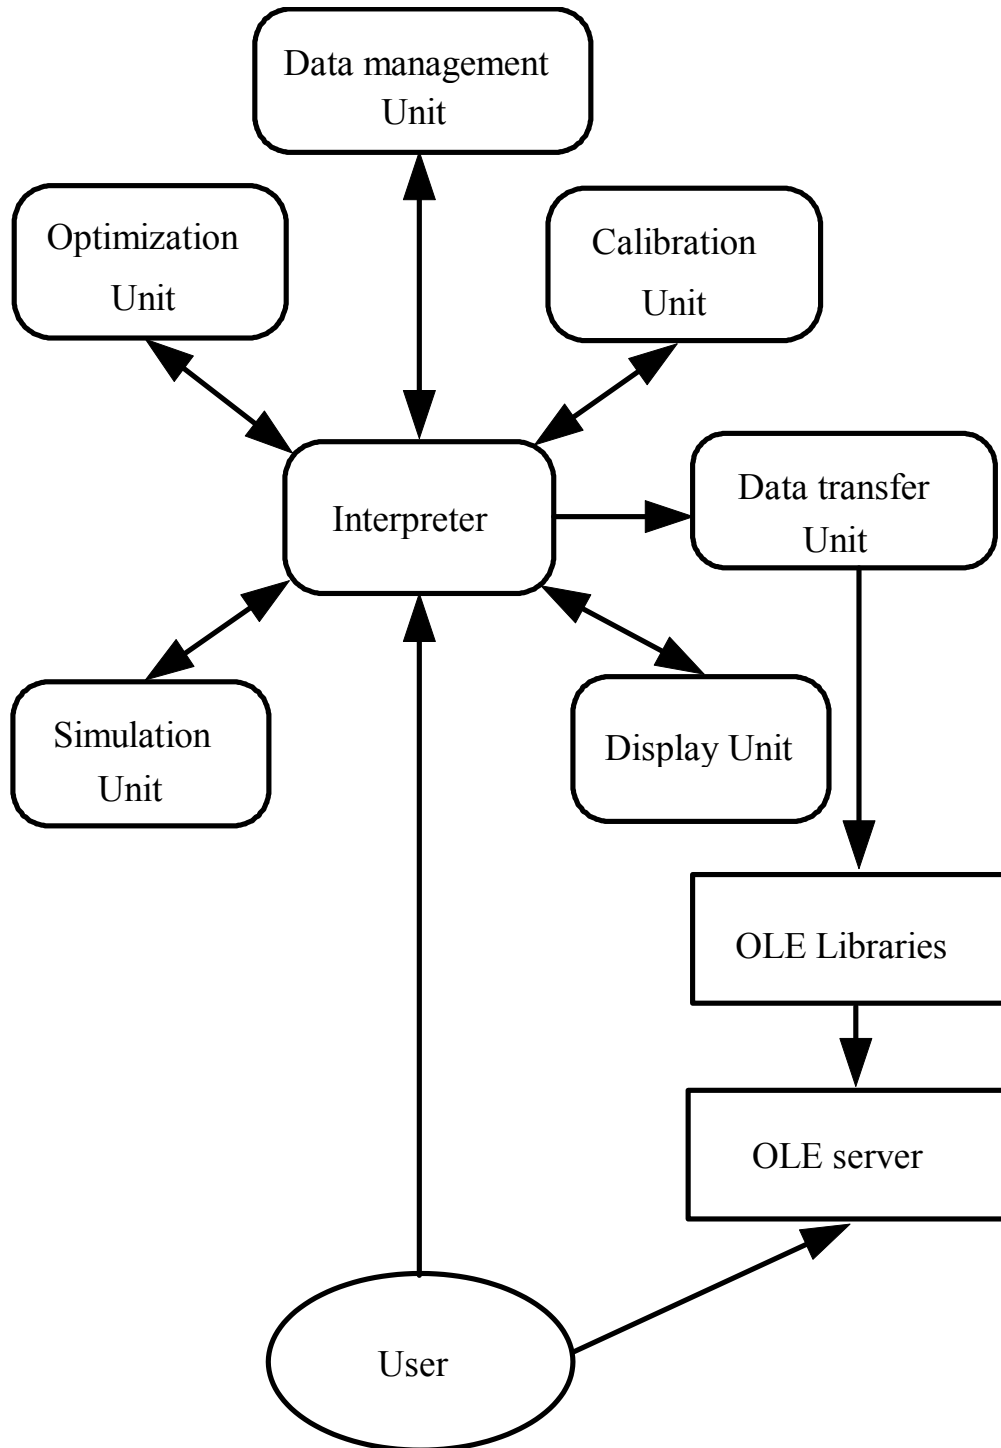 Data management
Unit
Optimization
Unit
Calibration
Unit
Interpreter
Data transfer
Unit
Simulation
Unit
Display Unit
OLE Libraries
OLE server
User